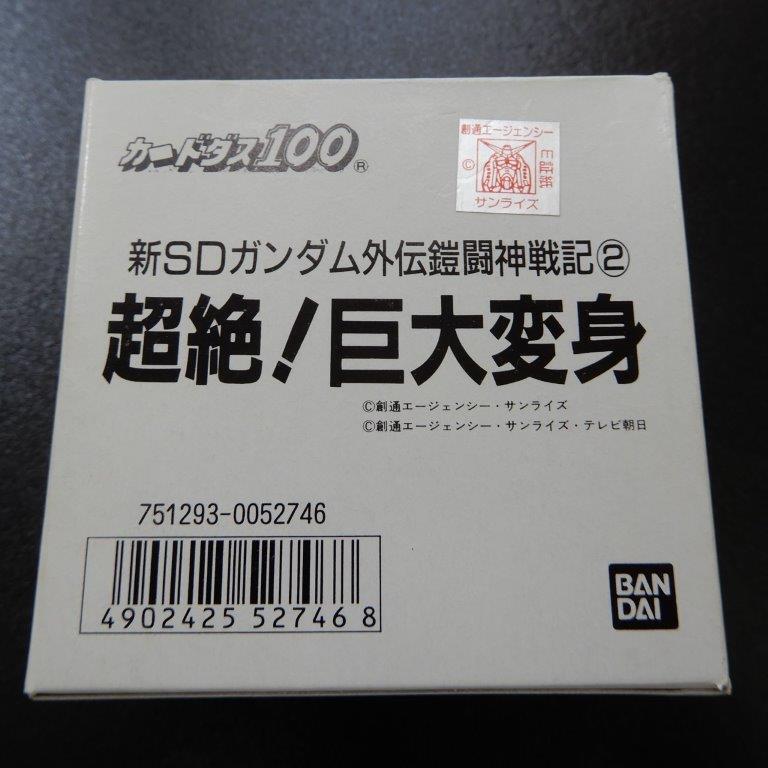 カードダス100®
創通エージェンシー
©
証紙
サンライズ
新SDガンダム外伝鎧闘神戦記②
超絶!巨大変身
©創通エージェンシー・サンライズ
©創通エージェンシー・サンライズ・テレビ朝日
751293-0052746
4902425 527468
BAN
DAI